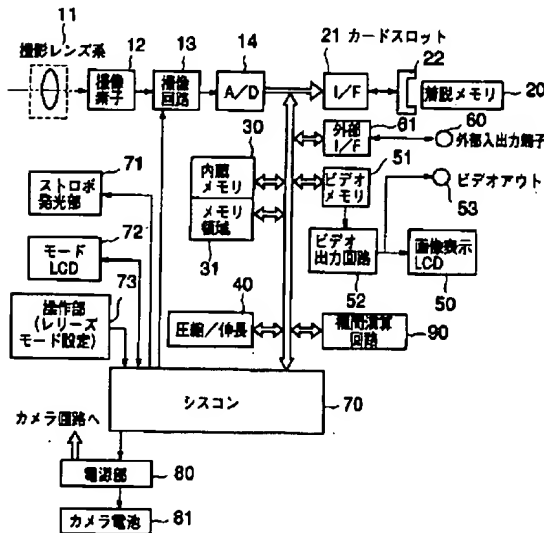 11
撮影レンズ系
12
13
14
21 カードスロット
22
撮像
素子
撮像
回路
A/D
I/F
着脱メモリ
20
30
外部
I/F
61
60
外部入出力端子
71
ストロボ
発光部
内蔵
メモリ
メモリ
領域
31
51
ビデオ
メモリ
ビデオアウト
53
72
モード
LCD
ビデオ
出力回路
52
画像表示
LCD
50
73
操作部
(レリーズ
モード設定)
40
圧縮/伸長
補間演算
回路
90
シスコン
70
カメラ回路へ
電源部
80
カメラ電池
81